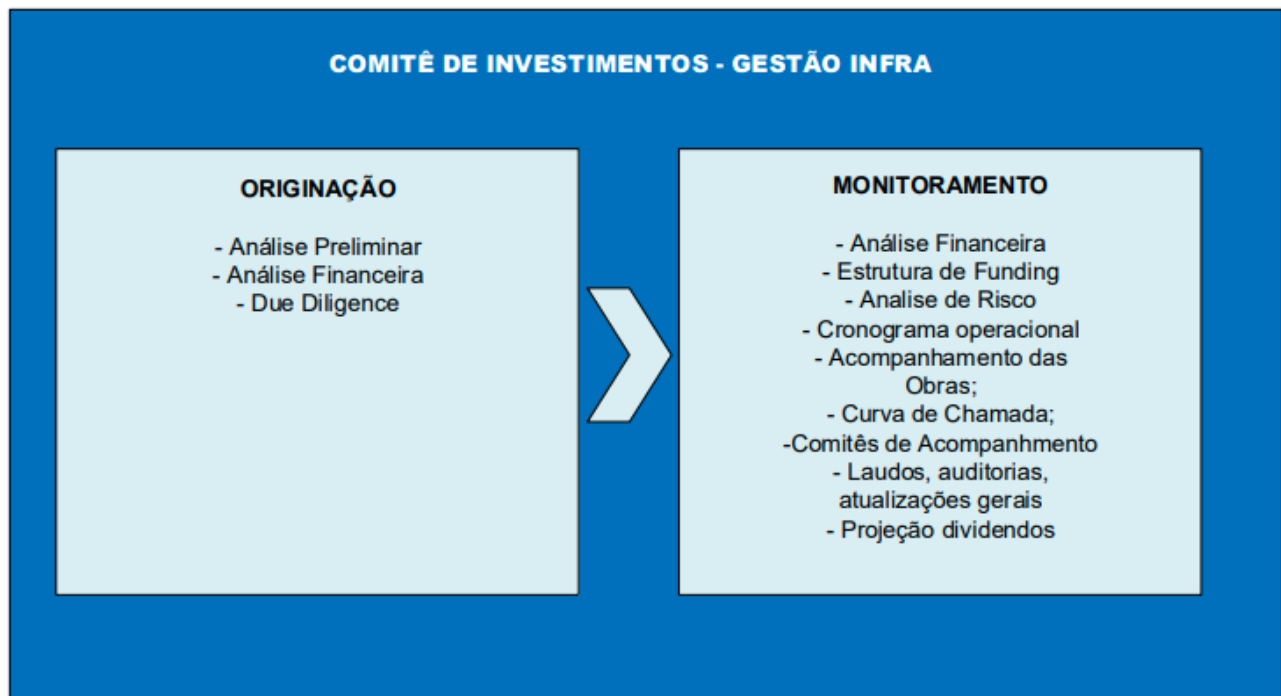 COMITÊ DE INVESTIMENTOS - GESTÃO INFRA
ORIGINAÇÃO
- Análise Preliminar
- Análise Financeira
- Due Diligence
MONITORAMENTO
- Análise Financeira
- Estrutura de Funding
- Analise de Risco
- Cronograma operacional
- Acompanhamento das
Obras;
- Curva de Chamada;
-Comitês de Acompanhmento
- Laudos, auditorias,
atualizações gerais
- Projeção dividendos